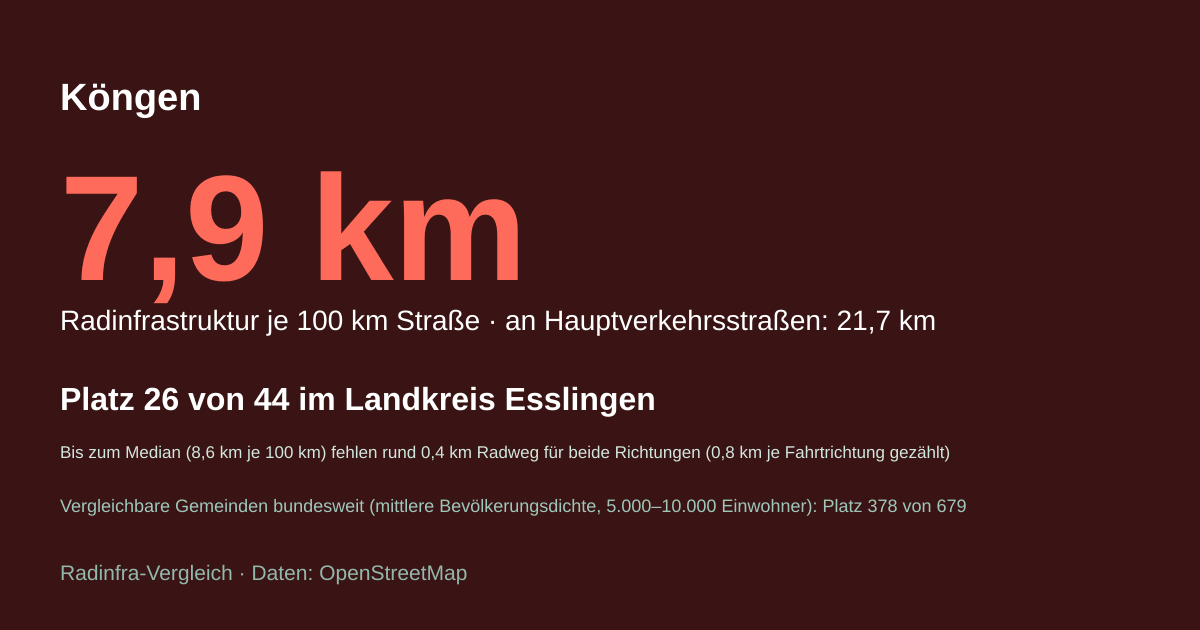 Köngen
7,9 km
Radinfrastruktur je 100 km Straße · an Hauptverkehrsstraßen: 21,7 km
Platz 26 von 44 im Landkreis Esslingen
Bis zum Median (8,6 km je 100 km) fehlen rund 0,4 km Radweg für beide Richtungen (0,8 km je Fahrtrichtung gezählt)
Vergleichbare Gemeinden bundesweit (mittlere Bevölkerungsdichte, 5.000–10.000 Einwohner): Platz 378 von 679
Radinfra-Vergleich · Daten: OpenStreetMap